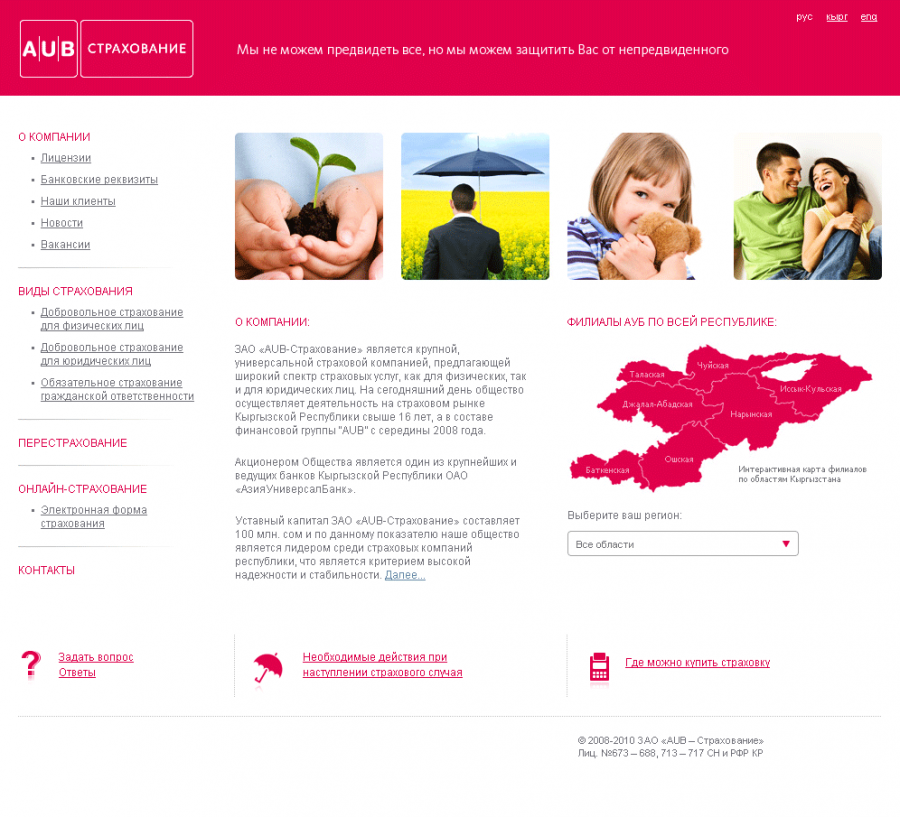 рус кырг eng
AUB СТРАХОВАНИЕ
Мы не можем предвидеть все, но мы можем защитить Вас от непредвиденного
О КОМПАНИИ
Лицензии
Банковские реквизиты
Наши клиенты
Новости
Вакансии
ВИДЫ СТРАХОВАНИЯ
Добровольное страхование
для физических лиц
Добровольное страхование
для юридических лиц
Обязательное страхование
гражданской ответственности
ПЕРЕСТРАХОВАНИЕ
ОНЛАЙН-СТРАХОВАНИЕ
Электронная форма
страхования
КОНТАКТЫ
О КОМПАНИИ:
ЗАО «AUB-Страхование» является крупной,
универсальной страховой компанией, предлагающей
широкий спектр страховых услуг, как для физических, так
и для юридических лиц. На сегодняшний день общество
осуществляет деятельность на страховом рынке
Кыргызской Республики свыше 16 лет, а в составе
финансовой группы "AUB" с середины 2008 года.
Акционером Общества является один из крупнейших и
ведущих банков Кыргызской Республики ОАО
«АзияУниверсалБанк».
Уставный капитал ЗАО «AUB-Страхование» составляет
100 млн. сом и по данному показателю наше общество
является лидером среди страховых компаний
республики, что является критерием высокой
надежности и стабильности. Далее...
ФИЛИАЛЫ АУБ ПО ВСЕЙ РЕСПУБЛИКЕ:
Чуйская
Таласская
Иссык-Кульская
Джалал-Абадская
Нарынская
Ошская
Баткенская
Интерактивная карта филиалов
по областям Кыргызстана
Выберите ваш регион:
Все области
Задать вопрос
Ответы
Необходимые действия при
наступлении страхового случая
Где можно купить страховку
© 2008-2010 ЗАО «AUB – Страхование»
Лиц. №673 – 688, 713 – 717 СН и РФР КР